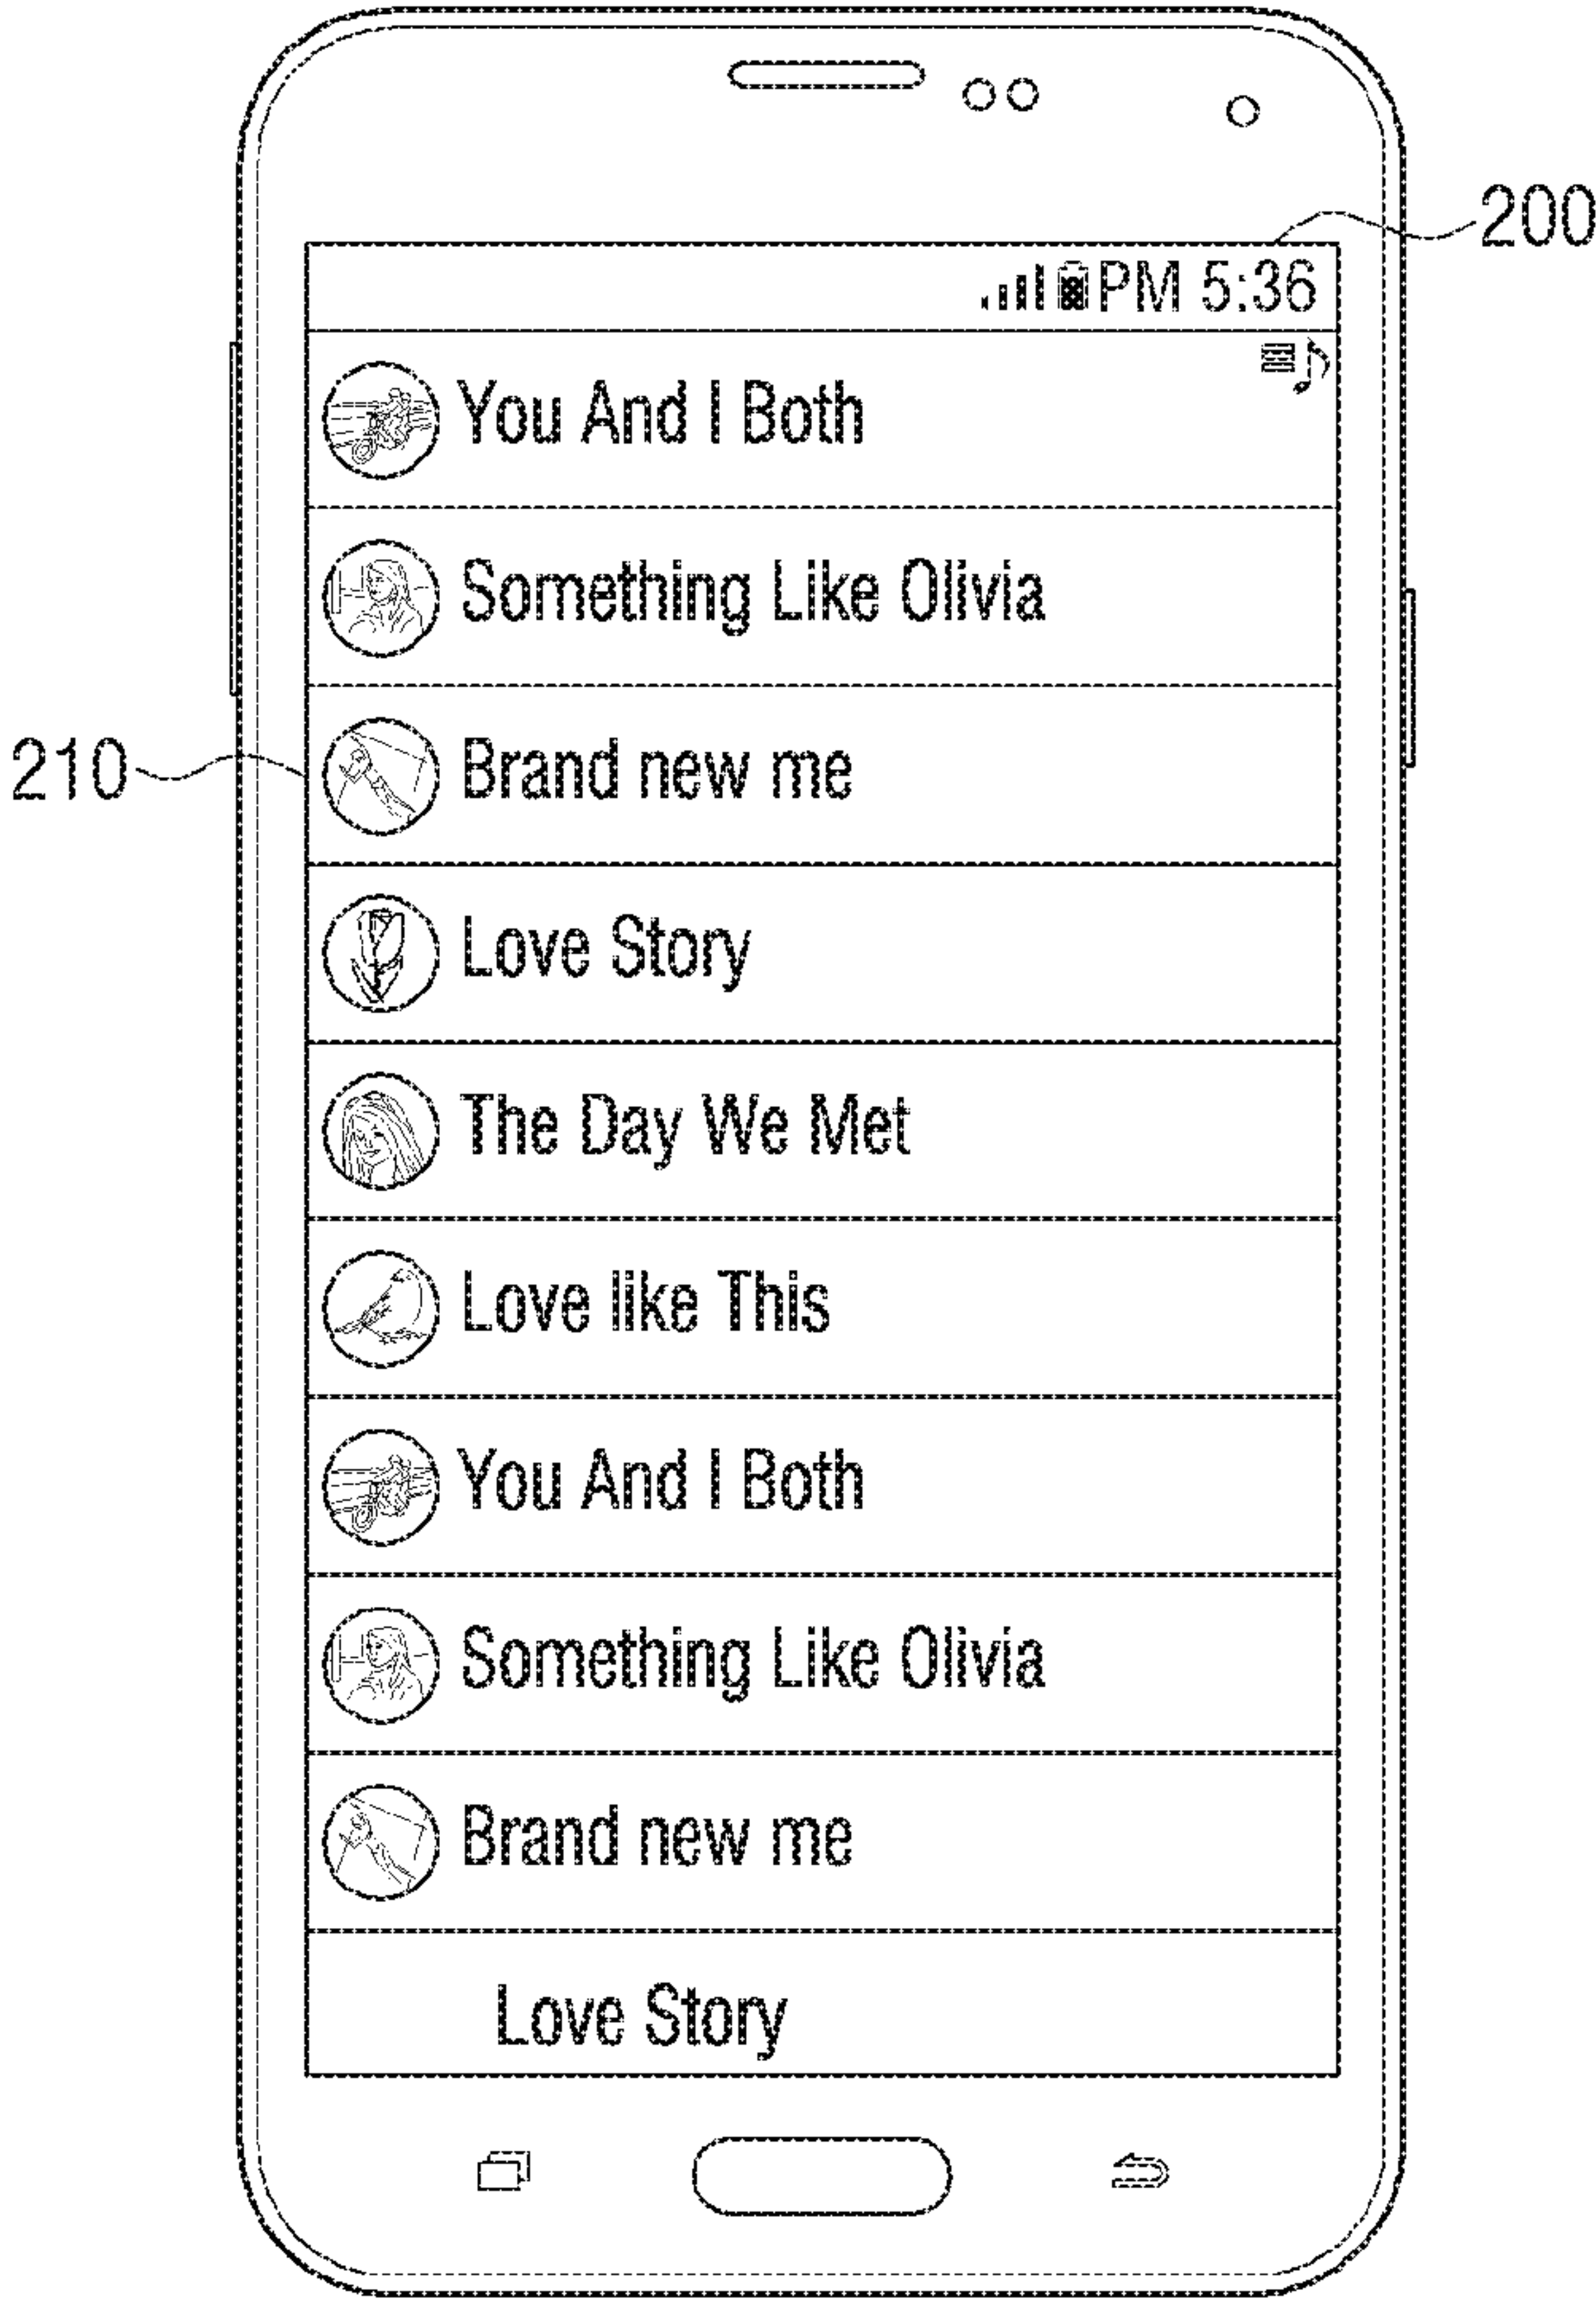 200
PM 5:36
You And I Both
Something Like Olivia
210
Brand new me
Love Story
The Day We Met
Love like This
You And I Both
Something Like Olivia
Brand new me
Love Story